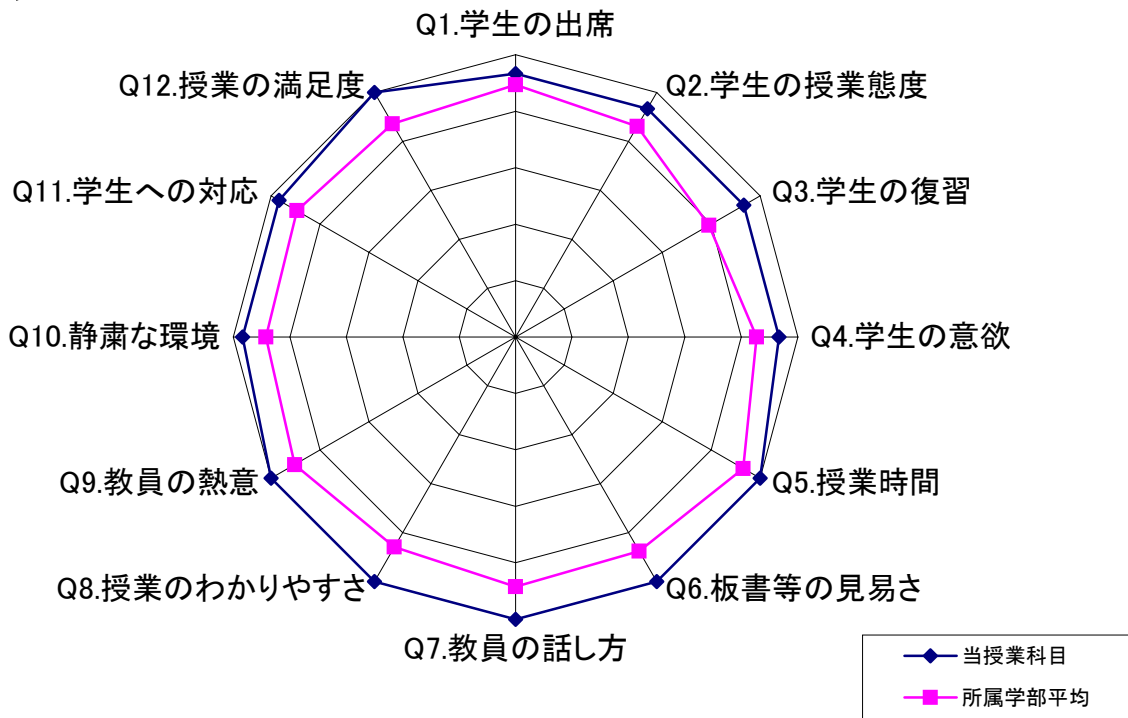 Q1.学生の出席
Q2.学生の授業態度
Q3.学生の復習
Q4.学生の意欲
Q5.授業時間
Q6.板書等の見易さ
Q7.教員の話し方
Q8.授業のわかりやすさ
Q9.教員の熱意
Q10.静粛な環境
Q11.学生への対応
Q12.授業の満足度
当授業科目
所属学部平均